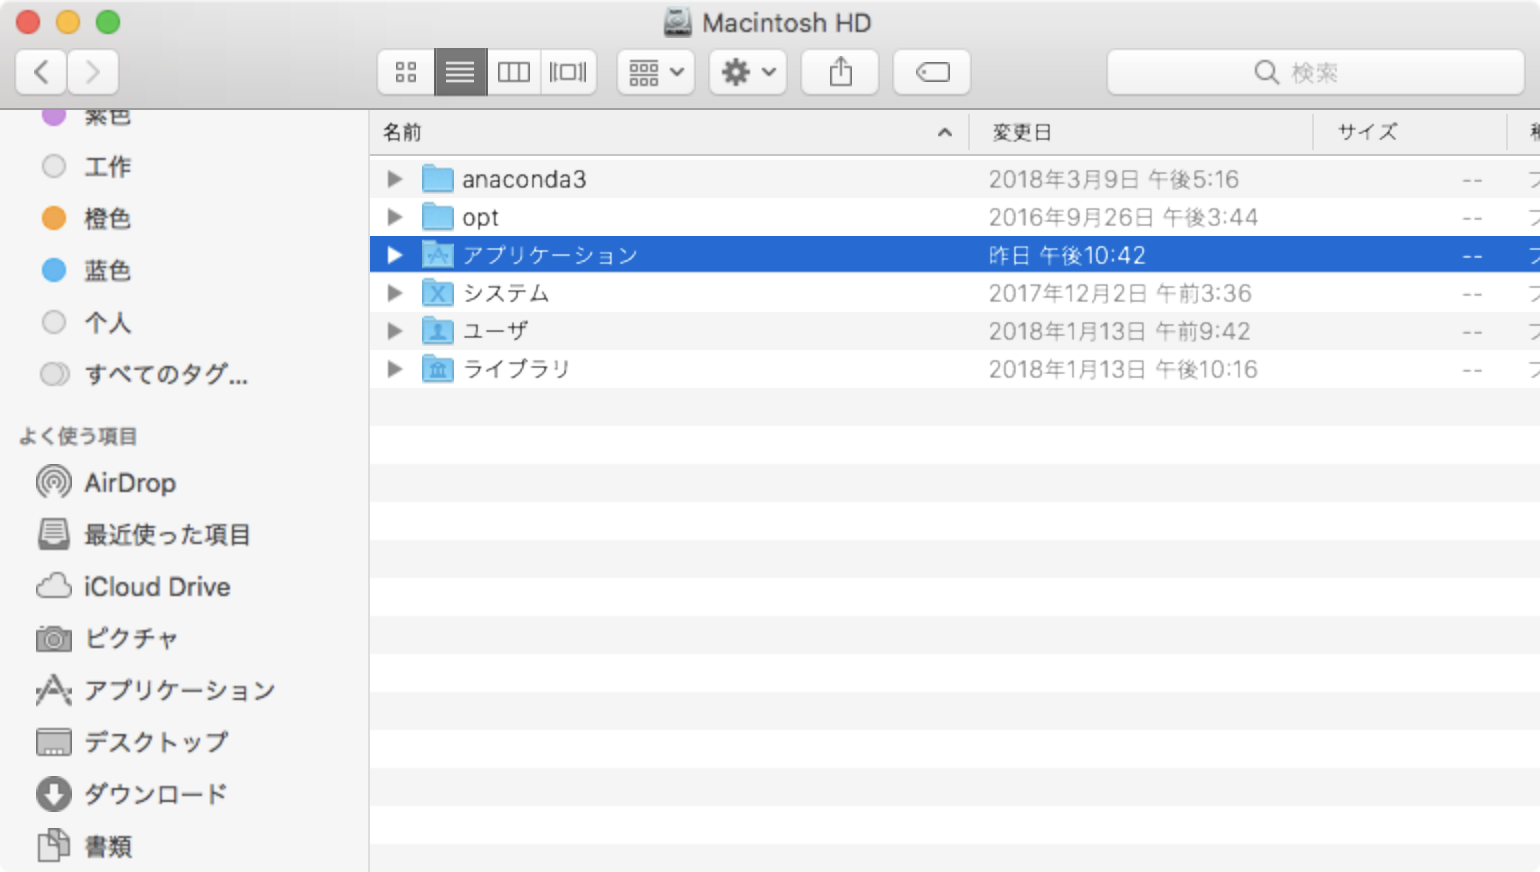 Macintosh HD
検索
紫色
工作
橙色
蓝色
个人
すべてのタグ...
よく使う項目
AirDrop
最近使った項目
iCloud Drive
ピクチャ
アプリケーション
デスクトップ
ダウンロード
書類
名前 変更日 サイズ
anaconda3 2018年3月9日 午後5:16 --
opt 2016年9月26日 午後3:44 --
アプリケーション 昨日 午後10:42 --
システム 2017年12月2日 午前3:36 --
ユーザ 2018年1月13日 午前9:42 --
ライブラリ 2018年1月13日 午後10:16 --